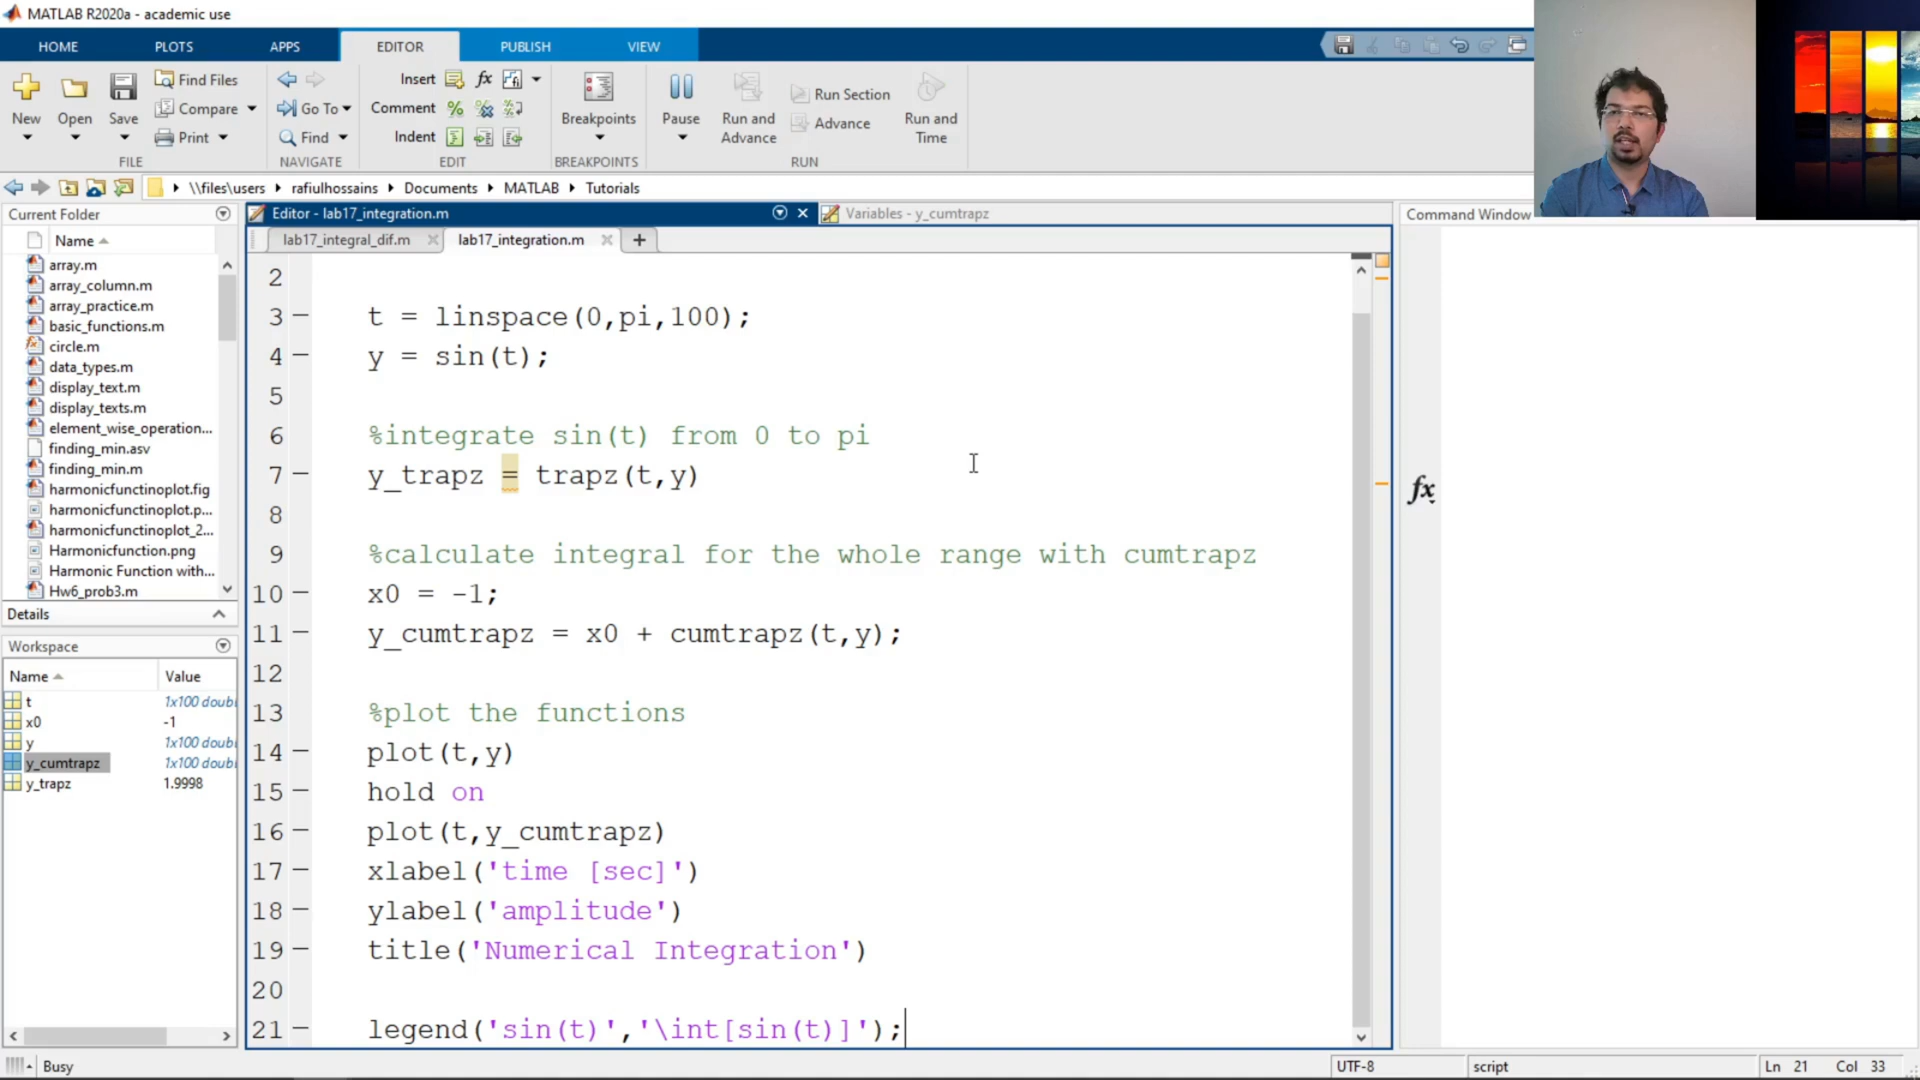 MATLAB R2020a - academic use
HOME PLOTS APPS EDITOR PUBLISH VIEW
New Open Save Find Files Compare Print Go To Find Insert Comment Indent Breakpoints Pause Run and Advance Run Section Advance Run and Time
FILE NAVIGATE EDIT BREAKPOINTS RUN
\\files\users rafiulhossains Documents MATLAB Tutorials
Current Folder
Name
array.m
array_column.m
array_practice.m
basic_functions.m
circle.m
data_types.m
display_text.m
display_texts.m
element_wise_operation...
finding_min.asv
finding_min.m
harmonicfunctinoplot.fig
harmonicfunctinoplot.p...
harmonicfunctinoplot_2...
Harmonicfunction.png
Harmonic Function with...
Hw6_prob3.m
Details
Workspace
Name Value
t 1x100 doubl
x0 -1
y 1x100 doubl
y_cumtrapz 1x100 doubl
y_trapz 1.9998
Editor - lab17_integration.m
Variables - y_cumtrapz
lab17_integral_dif.m lab17_integration.m +
2
3 t = linspace(0,pi,100);
4 y = sin(t);
5
6 %integrate sin(t) from 0 to pi
7 y_trapz = trapz(t,y)
8
9 %calculate integral for the whole range with cumtrapz
10 x0 = -1;
11 y_cumtrapz = x0 + cumtrapz(t,y);
12
13 %plot the functions
14 plot(t,y)
15 hold on
16 plot(t,y_cumtrapz)
17 xlabel('time [sec]')
18 ylabel('amplitude')
19 title('Numerical Integration')
20
21 legend('sin(t)','\int[sin(t)]');
Command Window
fx
Busy
UTF-8 script Ln 21 Col 33